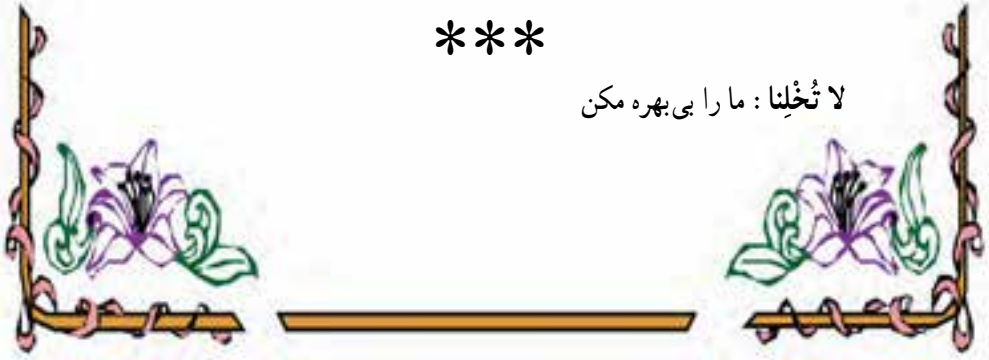 ***
لا تُخْلِنا : ما را بی‌بهره مکن